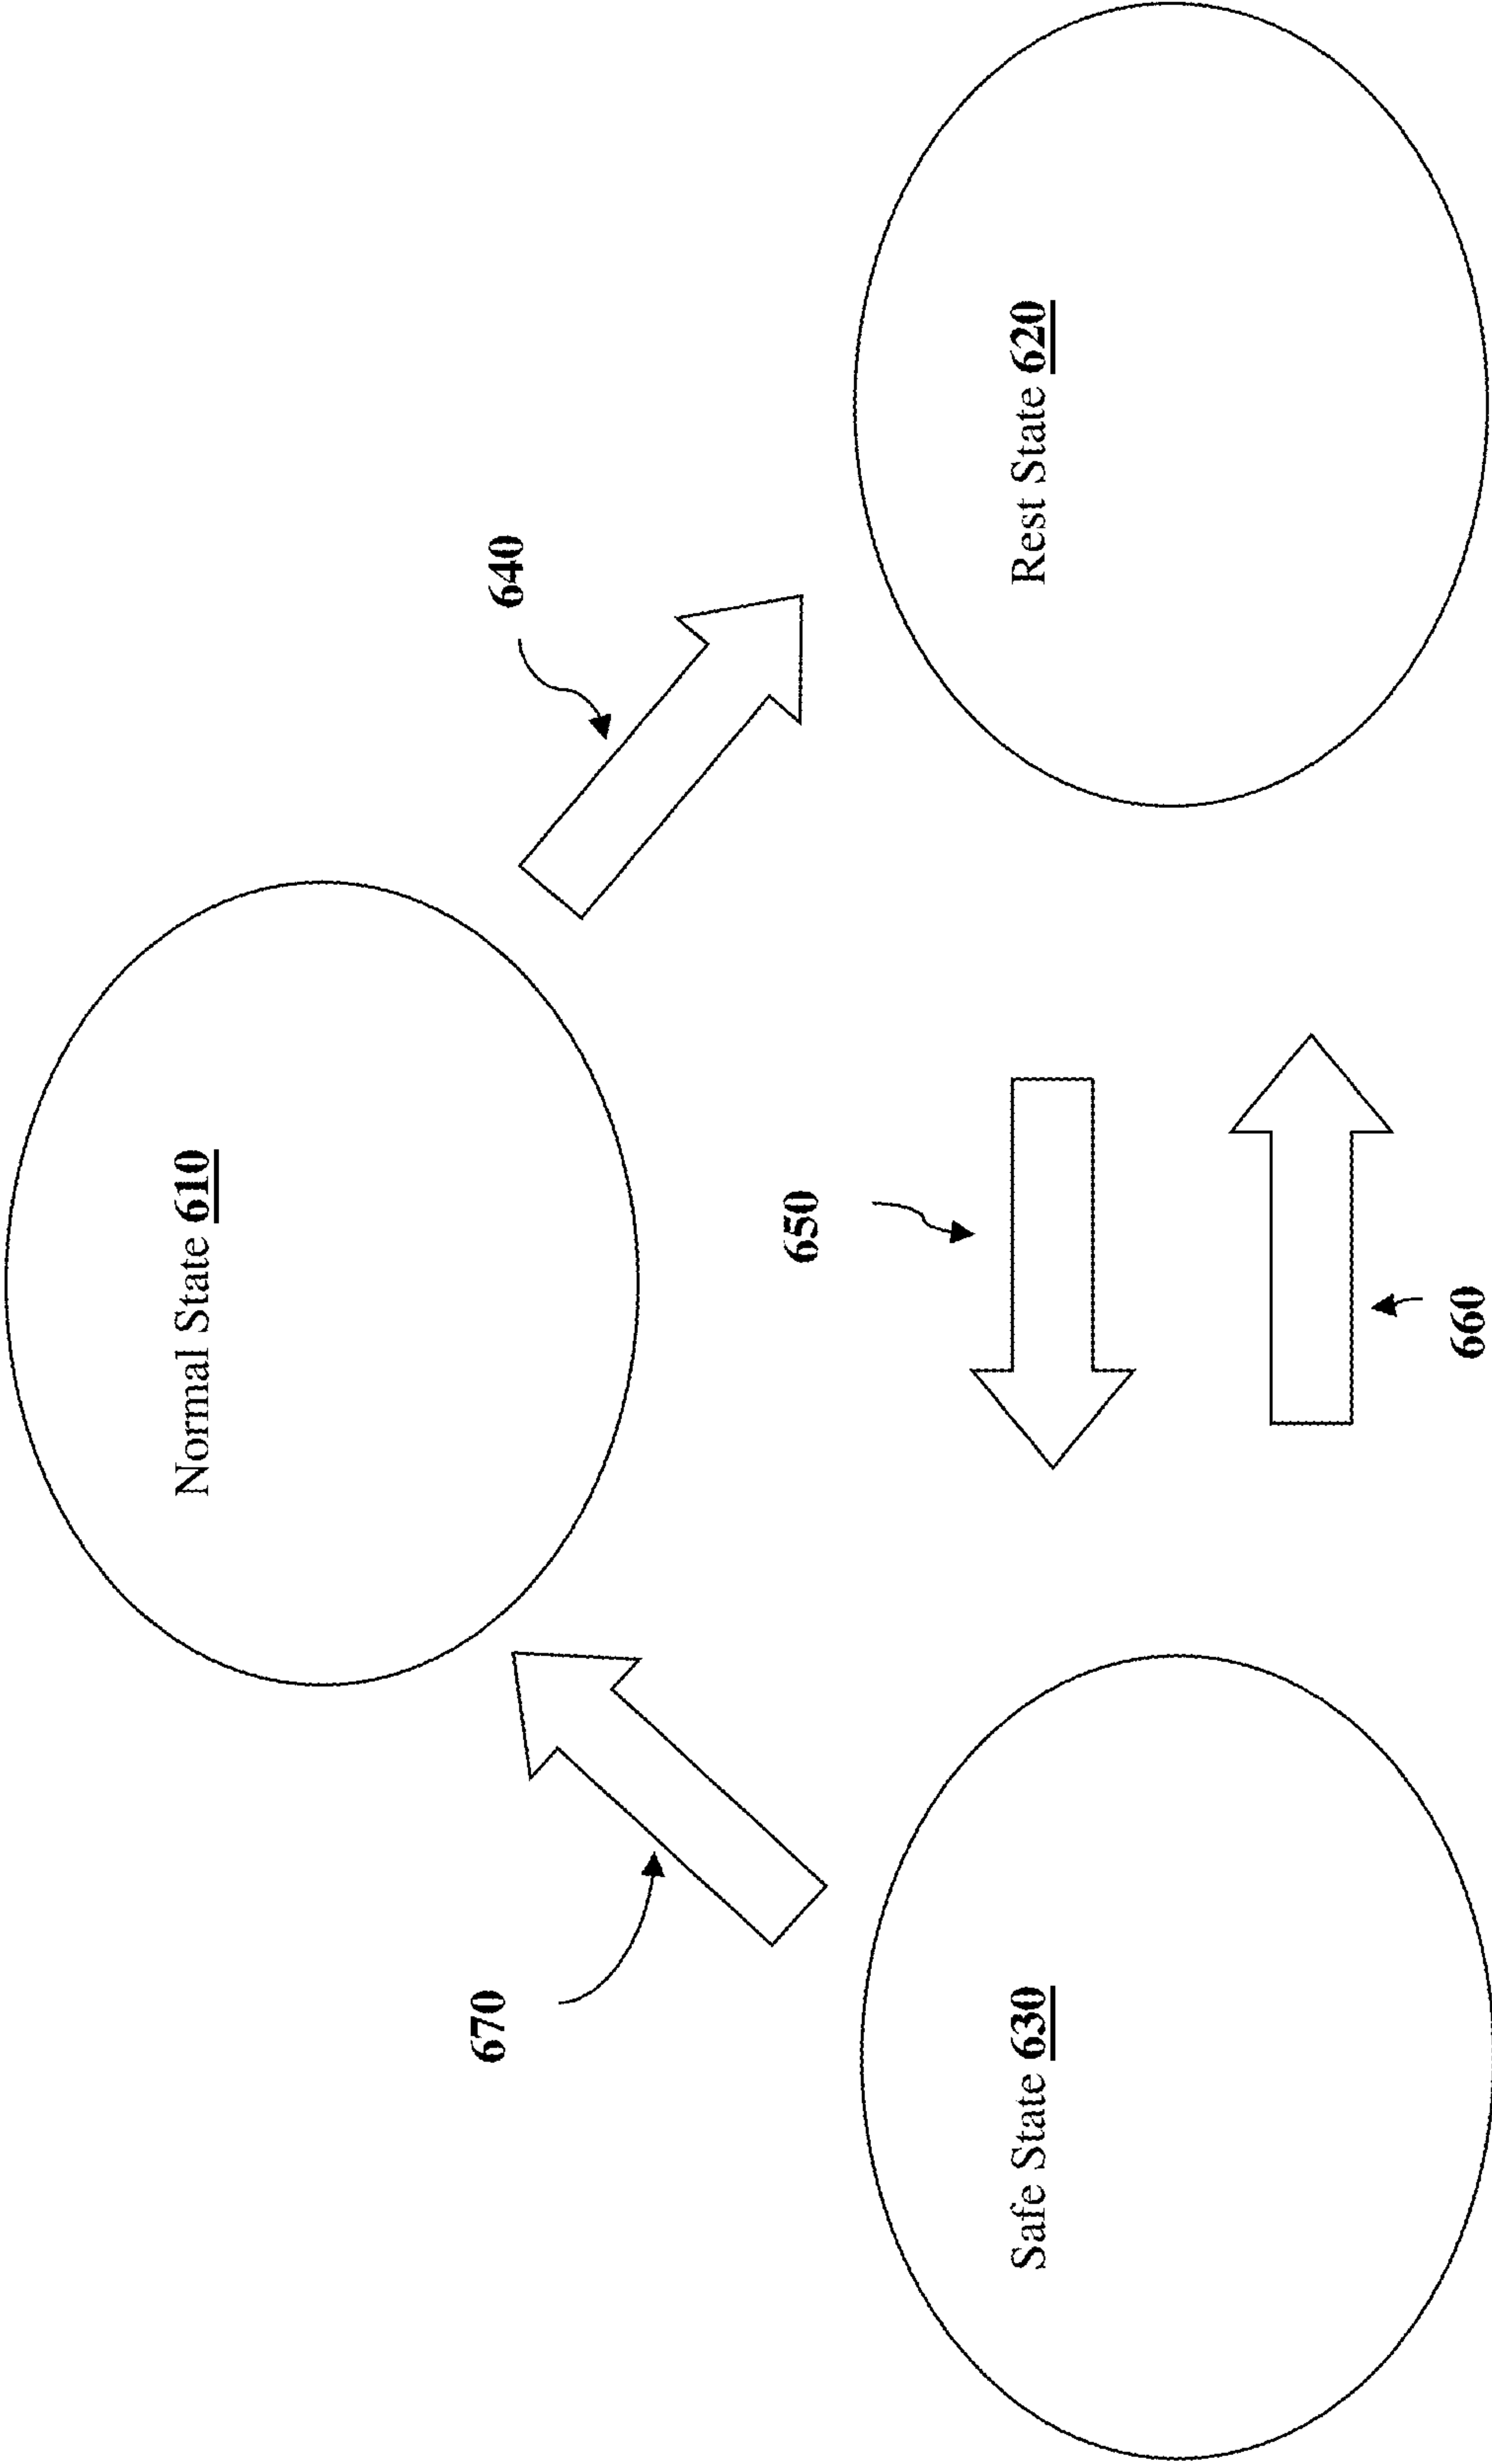 Normal State 610
670
640
650
Safe State 630
Rest State 620
660